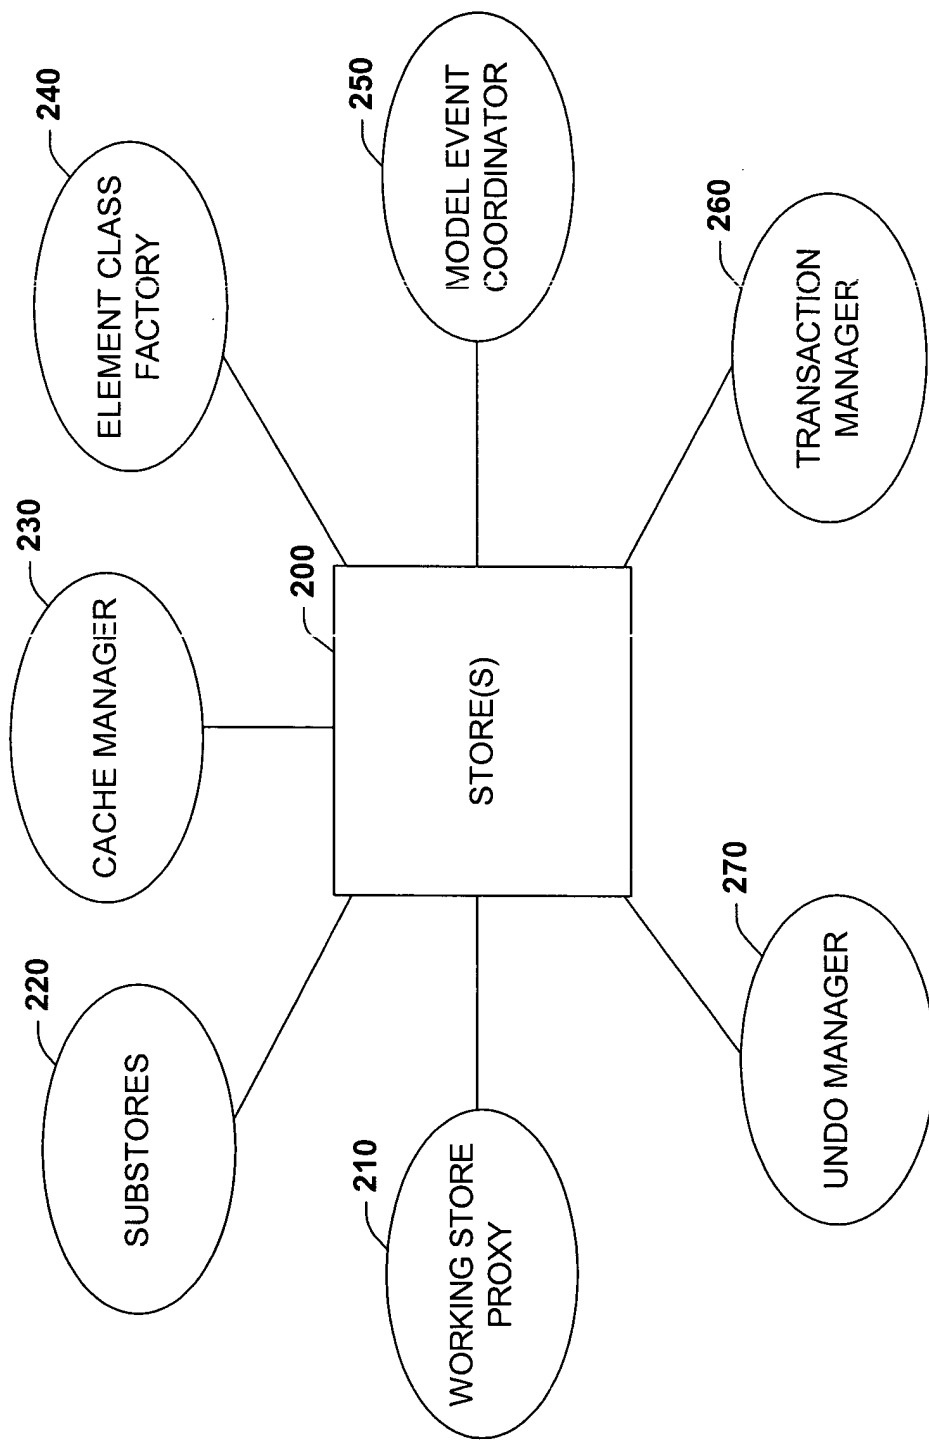 220
SUBSTORES
230
CACHE MANAGER
240
ELEMENT CLASS
FACTORY
210
WORKING STORE
PROXY
200
STORE(S)
250
MODEL EVENT
COORDINATOR
270
UNDO MANAGER
260
TRANSACTION
MANAGER